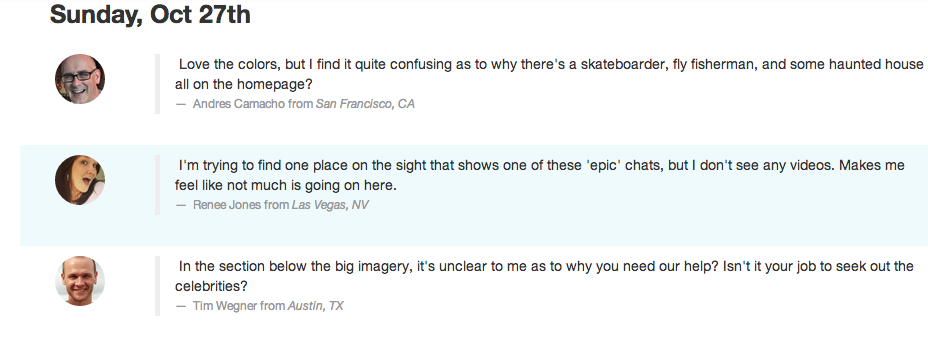 Sunday, Oct 27th
Love the colors, but I find it quite confusing as to why there's a skateboarder, fly fisherman, and some haunted house
all on the homepage?
— Andres Camacho from San Francisco, CA
I'm trying to find one place on the sight that shows one of these 'epic' chats, but I don't see any videos. Makes me
feel like not much is going on here.
— Renee Jones from Las Vegas, NV
In the section below the big imagery, it's unclear to me as to why you need our help? Isn't it your job to seek out the
celebrities?
— Tim Wegner from Austin, TX